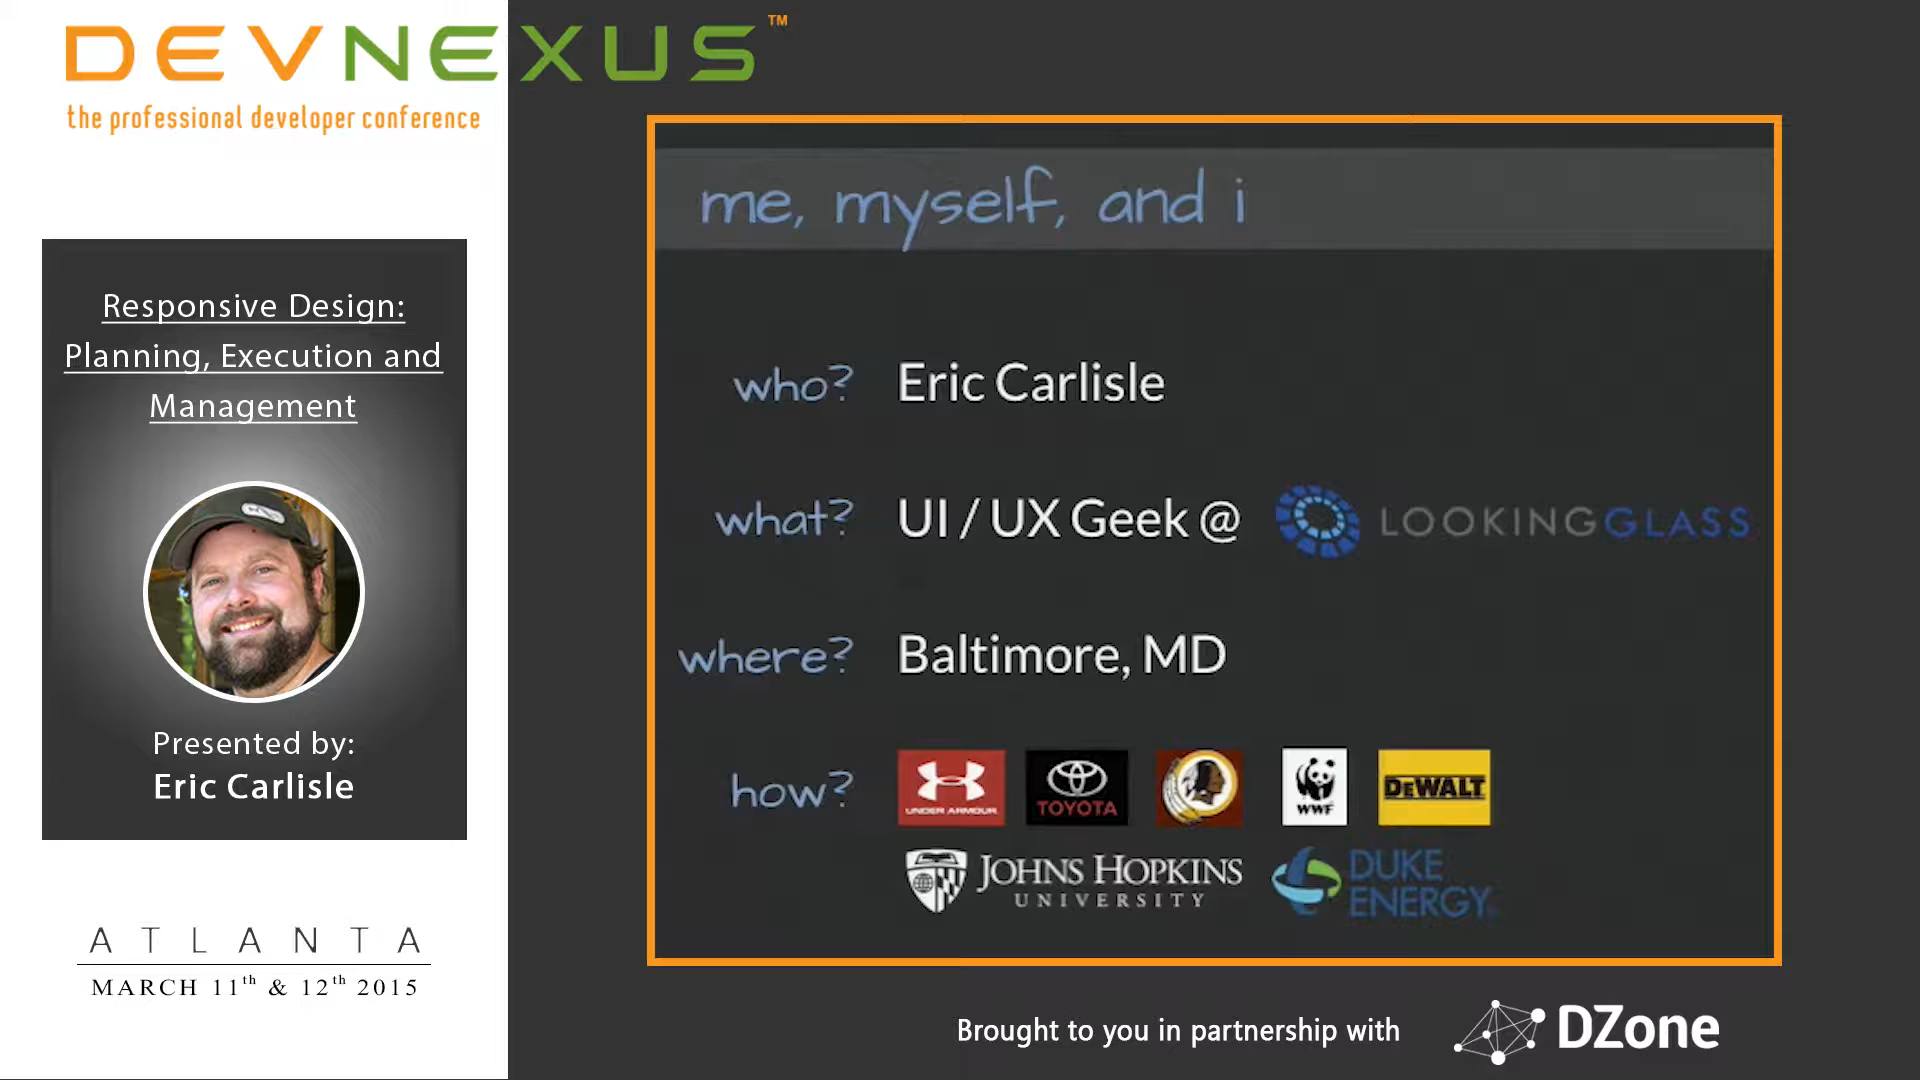 DEVNEXUS™
the professional developer conference
Responsive Design:
Planning, Execution and
Management
Presented by:
Eric Carlisle
ATLANTA
MARCH 11th & 12th 2015
me, myself, and i
who? Eric Carlisle
what? UI / UX Geek @ LOOKINGGLASS
where? Baltimore, MD
how? UNDER ARMOUR TOYOTA WWF DEWALT
JOHNS HOPKINS
UNIVERSITY
DUKE
ENERGY
Brought to you in partnership with DZone